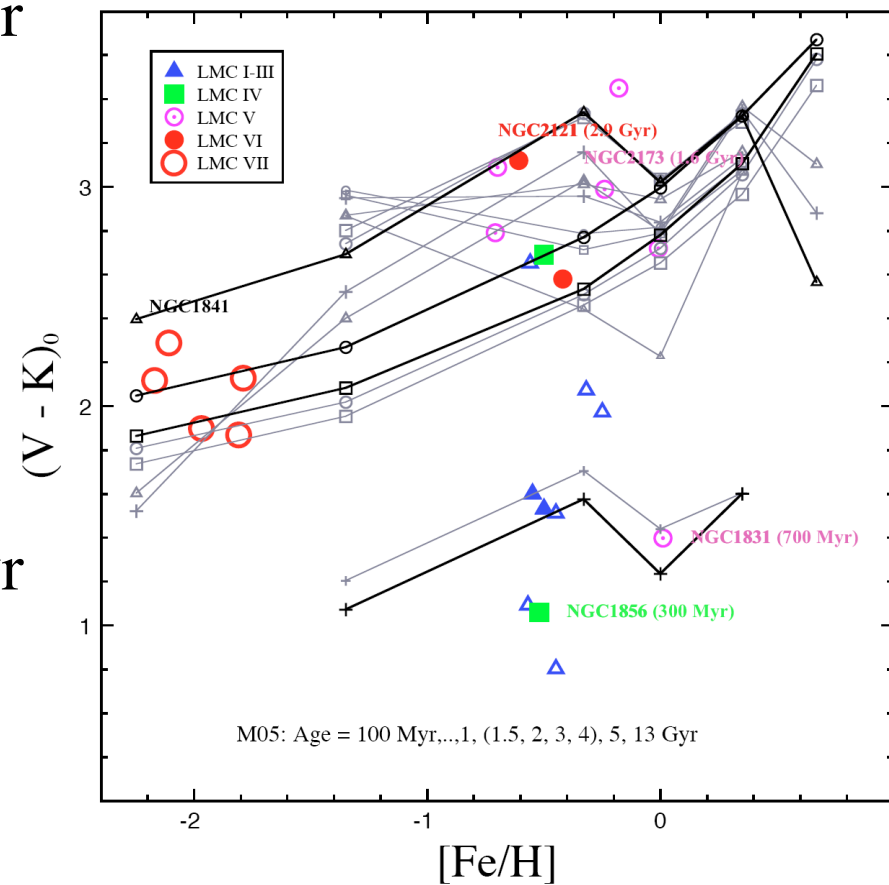 r
LMC I-III
LMC IV
LMC V
LMC VI
LMC VII
NGC2121 (2.0 Gyr)
NGC2173 (1.6 Gyr)
3
NGC1841
(V - K)0
2
r
NGC1831 (700 Myr)
NGC1856 (300 Myr)
1
M05: Age = 100 Myr,..,1, (1.5, 2, 3, 4), 5, 13 Gyr
-2 -1 0
[Fe/H]